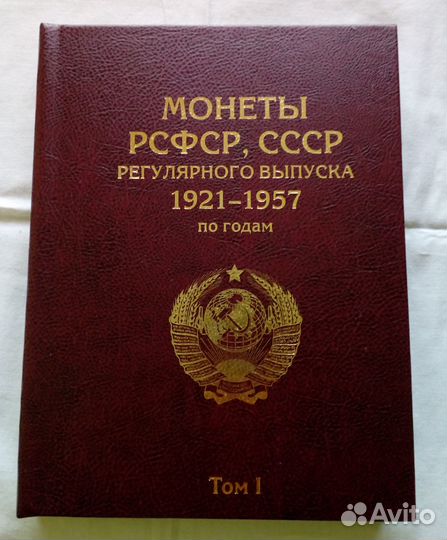 МОНЕТЫ
РСФСР, СССР
РЕГУЛЯРНОГО ВЫПУСКА
1921–1957
ПО ГОДАМ
Том I
Avito